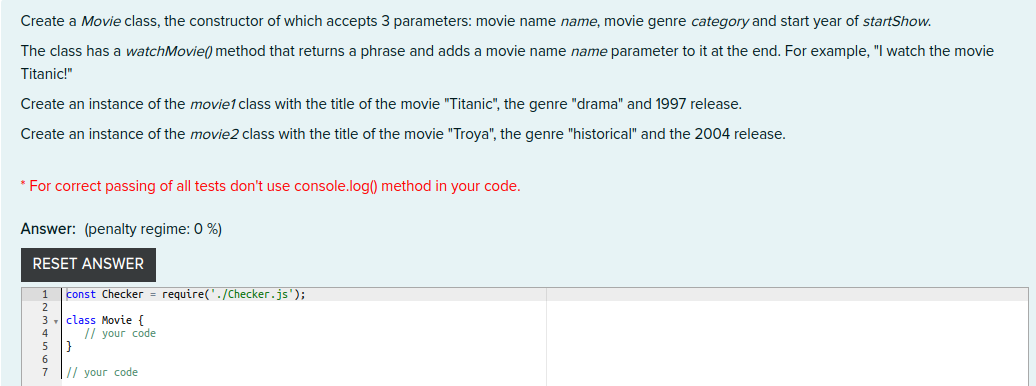 Create a Movie class, the constructor of which accepts 3 parameters: movie name name, movie genre category and start year of startShow.
The class has a watchMovie() method that returns a phrase and adds a movie name name parameter to it at the end. For example, "I watch the movie
Titanic!"
Create an instance of the movie1 class with the title of the movie "Titanic", the genre "drama" and 1997 release.
Create an instance of the movie2 class with the title of the movie "Troya", the genre "historical" and the 2004 release.
* For correct passing of all tests don't use console.log() method in your code.
Answer: (penalty regime: 0 %)
RESET ANSWER
1 const Checker = require('./Checker.js');
2
3 class Movie {
4 // your code
5 }
6
7 // your code